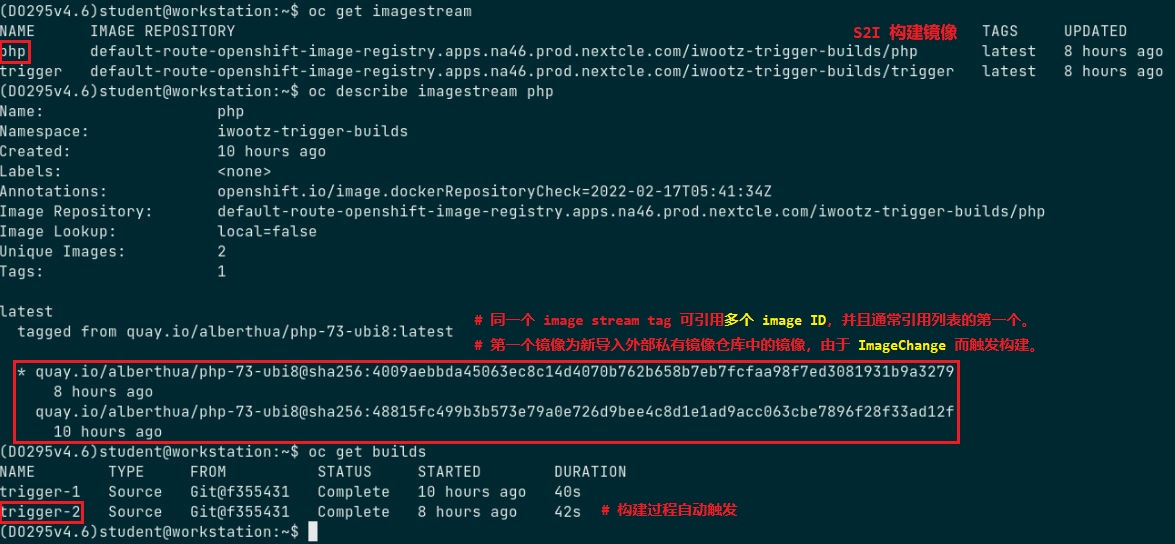 (DO295v4.6)student@workstation:~$ oc get imagestream
NAME IMAGE REPOSITORY S2I 构建镜像 TAGS UPDATED
php default-route-openshift-image-registry.apps.na46.prod.nextcle.com/iwootz-trigger-builds/php latest 8 hours ago
trigger default-route-openshift-image-registry.apps.na46.prod.nextcle.com/iwootz-trigger-builds/trigger latest 8 hours ago
(DO295v4.6)student@workstation:~$ oc describe imagestream php
Name: php
Namespace: iwootz-trigger-builds
Created: 10 hours ago
Labels: <none>
Annotations: openshift.io/image.dockerRepositoryCheck=2022-02-17T05:41:34Z
Image Repository: default-route-openshift-image-registry.apps.na46.prod.nextcle.com/iwootz-trigger-builds/php
Image Lookup: local=false
Unique Images: 2
Tags: 1
latest # 同一个 image stream tag 可引用多个 image ID，并且通常引用列表的第一个。
tagged from quay.io/alberthua/php-73-ubi8:latest
# 第一个镜像为新导入外部私有镜像仓库中的镜像，由于 ImageChange 而触发构建。
* quay.io/alberthua/php-73-ubi8@sha256:4009aebbda45063ec8c14d4070b762b658b7eb7fcfaa98f7ed3081931b9a3279
8 hours ago
quay.io/alberthua/php-73-ubi8@sha256:48815fc499b3b573e79a0e726d9bee4c8d1e1ad9acc063cbe7896f28f33ad12f
10 hours ago
(DO295v4.6)student@workstation:~$ oc get builds
NAME TYPE FROM STATUS STARTED DURATION
trigger-1 Source Git@f355431 Complete 10 hours ago 40s
trigger-2 Source Git@f355431 Complete 8 hours ago 42s # 构建过程自动触发
(DO295v4.6)student@workstation:~$